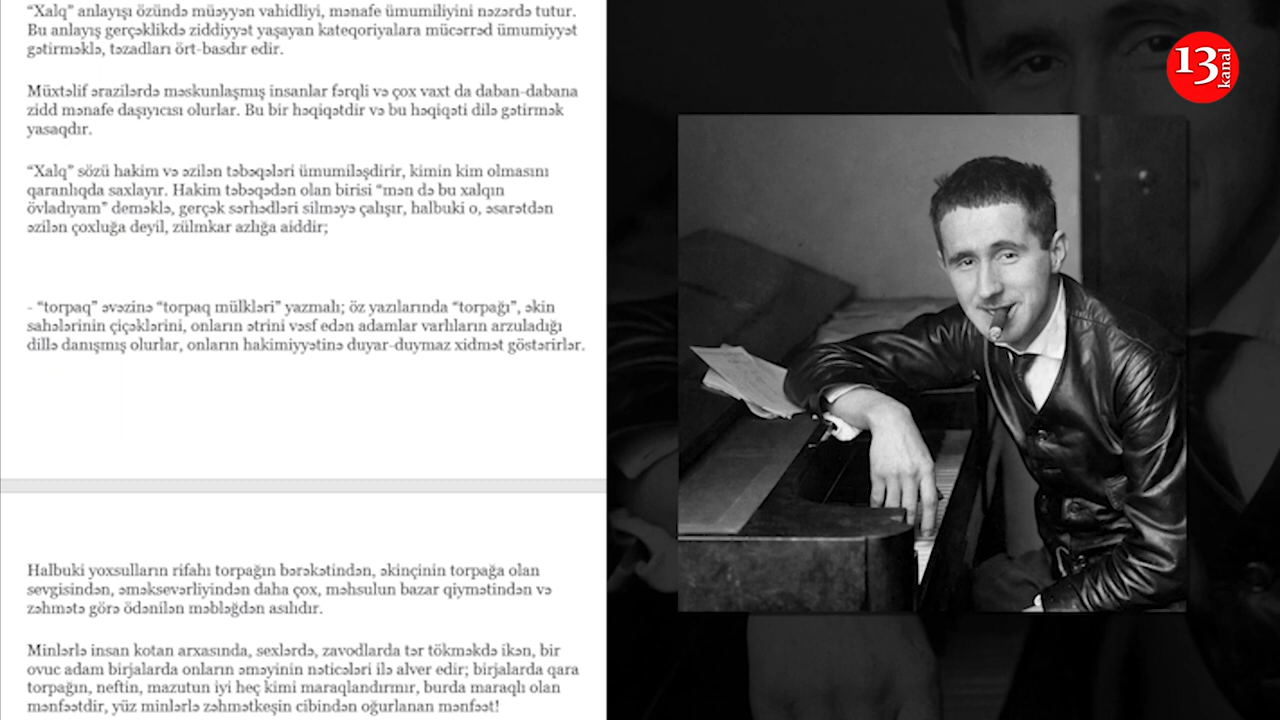 “Xalq” anlayışı özündə müəyyən vahidliyi, mənafe ümumiliyini nəzərdə tutur.
Bu anlayış gerçəklikdə ziddiyyət yaşayan kateqoriyalara mücərrəd ümumiyyət
gətirməklə, təzadları ört-basdır edir.
Müxtəlif ərazilərdə məskunlaşmış insanlar fərqli və çox vaxt da daban-dabana
zidd mənafe daşıyıcısı olurlar. Bu bir həqiqətdir və bu həqiqəti dilə gətirmək
yasaqdır.
“Xalq” sözü hakim və əzilən təbəqələri ümumiləşdirir, kimin kim olmasını
qaranlıqda saxlayır. Hakim təbəqədən olan birisi “mən də bu xalqın
övladıyam” deməklə, gerçək sərhədləri silməyə çalışır, halbuki o, əsarətdən
əzilən çoxluğa deyil, zülmkar azlığa aiddir;
- “torpaq” əvəzinə “torpaq mülkləri” yazmalı; öz yazılarında “torpağı”, əkin
sahələrinin çiçəklərini, onların ətrini vəsf edən adamlar varlıların arzuladığı
dillə danışmış olurlar, onların hakimiyyətinə duyar-duymaz xidmət göstərirlər.
Halbuki yoxsulların rifahı torpağın bərəkətindən, əkinçinin torpağa olan
sevgisindən, əməksevərliyindən daha çox, məhsulun bazar qiymətindən və
zəhmətə görə ödənilən məbləğdən asılıdır.
Minlərlə insan kotan arxasında, sexlərdə, zavodlarda tər tökməkdə ikən, bir
ovuc adam birjalarda onların əməyinin nəticələri ilə alver edir; birjalarda qara
torpağın, neftin, mazutun iyi heç kimi maraqlandırmır, burda maraqlı olan
mənfəətdir, yüz minlərlə zəhmətkeşin cibindən oğurlanan mənfəət!
13
kanal